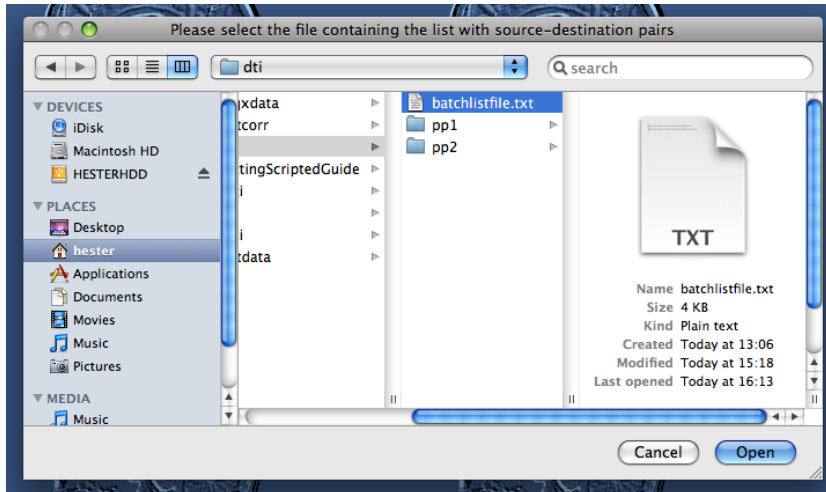 Please select the file containing the list with source-destination pairs
dti
search
DEVICES
iDisk
Macintosh HD
HESTERHDD
PLACES
Desktop
hester
Applications
Documents
Movies
Music
Pictures
MEDIA
Music
jxdata
tcorr
tingScriptedGuide
i
i
tdata
batchlistfile.txt
pp1
pp2
TXT
Name batchlistfile.txt
Size 4 KB
Kind Plain text
Created Today at 13:06
Modified Today at 15:18
Last opened Today at 16:13
Cancel
Open